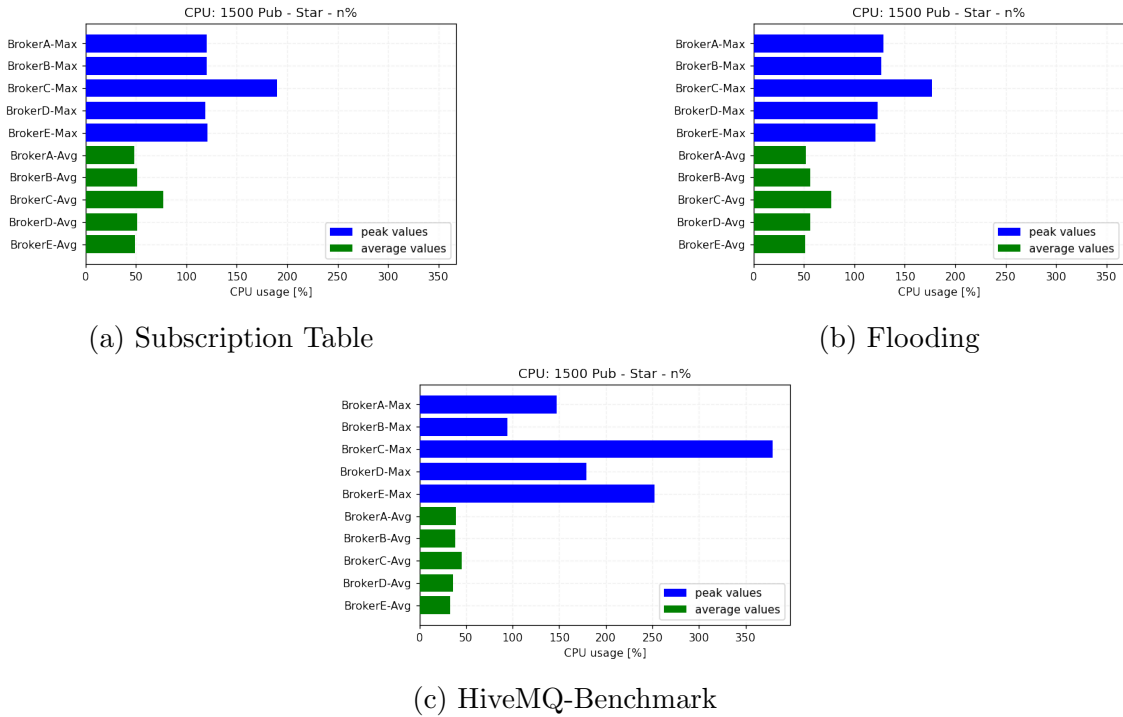 CPU: 1500 Pub - Star - n%
BrokerA-Max
BrokerB-Max
BrokerC-Max
BrokerD-Max
BrokerE-Max
BrokerA-Avg
BrokerB-Avg
BrokerC-Avg
BrokerD-Avg
BrokerE-Avg
peak values
average values
0 50 100 150 200 250 300 350
CPU usage [%]
(a) Subscription Table
CPU: 1500 Pub - Star - n%
BrokerA-Max
BrokerB-Max
BrokerC-Max
BrokerD-Max
BrokerE-Max
BrokerA-Avg
BrokerB-Avg
BrokerC-Avg
BrokerD-Avg
BrokerE-Avg
peak values
average values
0 50 100 150 200 250 300 350
CPU usage [%]
(b) Flooding
CPU: 1500 Pub - Star - n%
BrokerA-Max
BrokerB-Max
BrokerC-Max
BrokerD-Max
BrokerE-Max
BrokerA-Avg
BrokerB-Avg
BrokerC-Avg
BrokerD-Avg
BrokerE-Avg
peak values
average values
0 50 100 150 200 250 300 350
CPU usage [%]
(c) HiveMQ-Benchmark